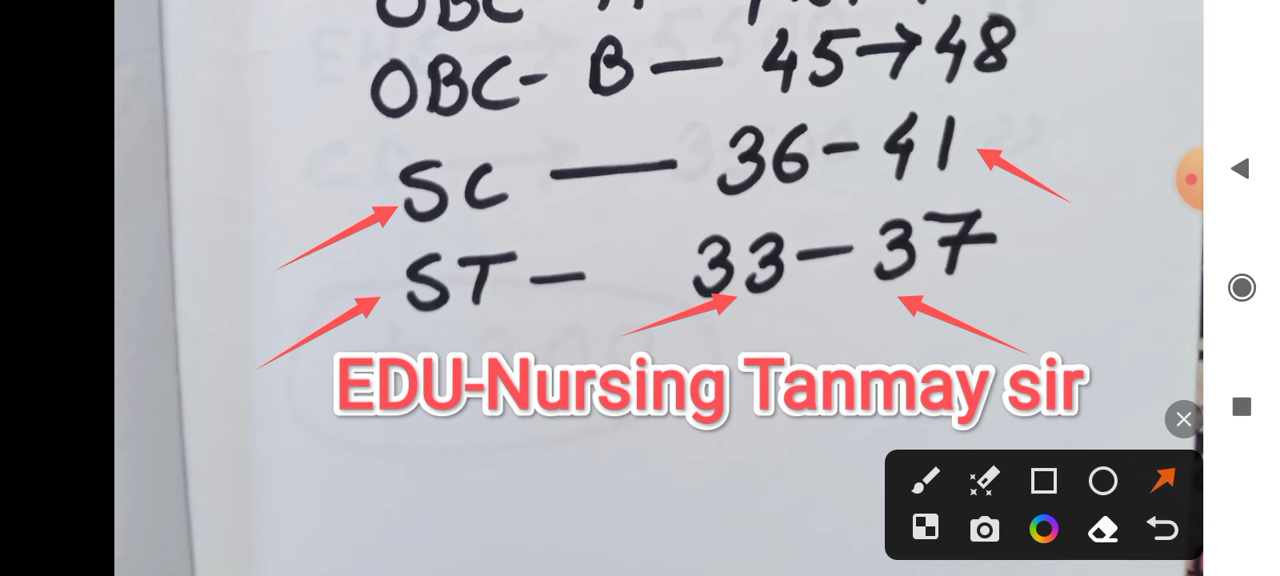 OBC- B — 45→48
SC — 36-41
ST - 33-37
EDU-Nursing Tanmay sir